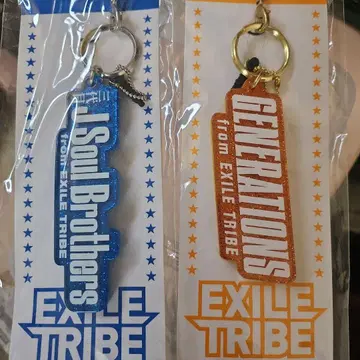 三代目
J Soul Brothers
from EXILE TRIBE
EXILE
TRIBE
GENERATIONS
from EXILE TRIBE
EXILE
TRIBE